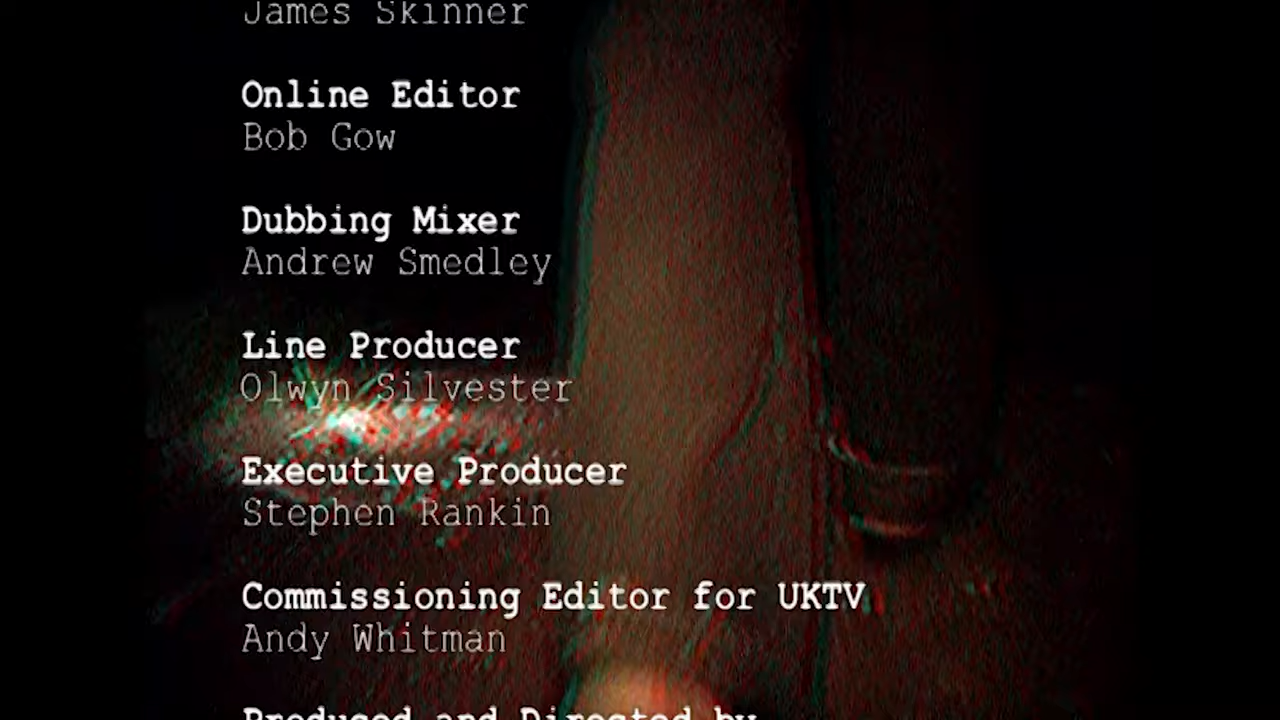 James Skinner
Online Editor
Bob Gow
Dubbing Mixer
Andrew Smedley
Line Producer
Olwyn Silvester
Executive Producer
Stephen Rankin
Commissioning Editor for UKTV
Andy Whitman
Produced and Directed by